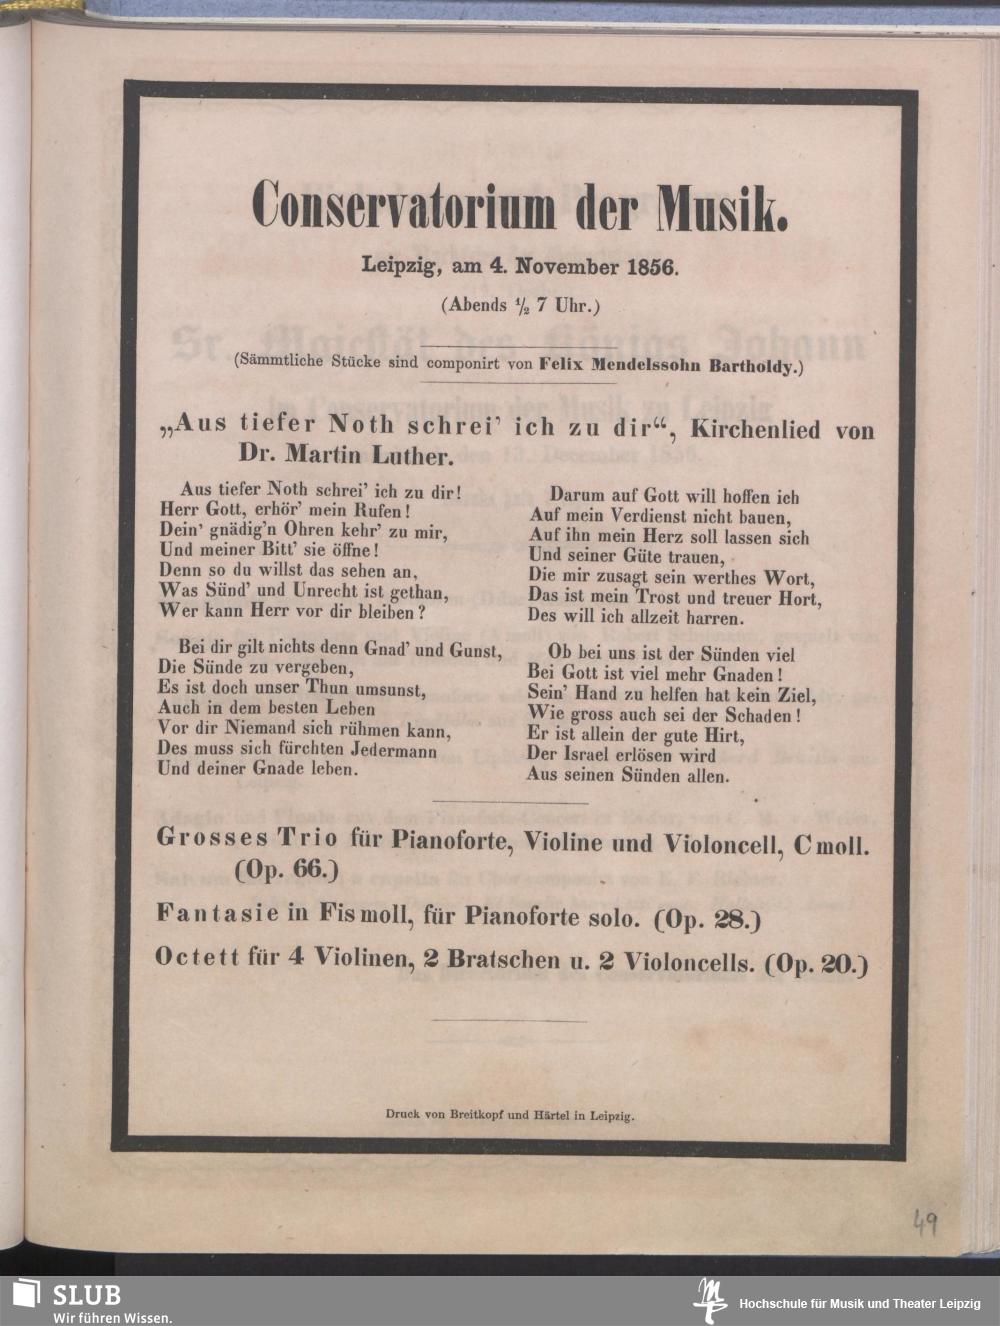 Conservatorium der Musik.
Leipzig, am 4. November 1856.
(Abends ½ 7 Uhr.)
(Sämmtliche Stücke sind componirt von Felix Mendelssohn Bartholdy.)
„Aus tiefer Noth schrei’ ich zu dir“, Kirchenlied von
Dr. Martin Luther.
Aus tiefer Noth schrei’ ich zu dir!
Herr Gott, erhör’ mein Rufen!
Dein’ gnädig’n Ohren kehr’ zu mir,
Und meiner Bitt’ sie öffne!
Denn so du willst das sehen an,
Was Sünd’ und Unrecht ist gethan,
Wer kann Herr vor dir bleiben?
Bei dir gilt nichts denn Gnad’ und Gunst,
Die Sünde zu vergeben,
Es ist doch unser Thun umsunst,
Auch in dem besten Leben
Vor dir Niemand sich rühmen kann,
Des muss sich fürchten Jedermann
Und deiner Gnade leben.
Darum auf Gott will hoffen ich
Auf mein Verdienst nicht bauen,
Auf ihn mein Herz soll lassen sich
Und seiner Güte trauen,
Die mir zusagt sein werthes Wort,
Das ist mein Trost und treuer Hort,
Des will ich allzeit harren.
Ob bei uns ist der Sünden viel
Bei Gott ist viel mehr Gnaden!
Sein’ Hand zu helfen hat kein Ziel,
Wie gross auch sei der Schaden!
Er ist allein der gute Hirt,
Der Israel erlösen wird
Aus seinen Sünden allen.
Grosses Trio für Pianoforte, Violine und Violoncell, Cmoll.
(Op. 66.)
Fantasie in Fismoll, für Pianoforte solo. (Op. 28.)
Octett für 4 Violinen, 2 Bratschen u. 2 Violoncells. (Op. 20.)
Druck von Breitkopf und Härtel in Leipzig.
49
SLUB
Wir führen Wissen.
Hochschule für Musik und Theater Leipzig